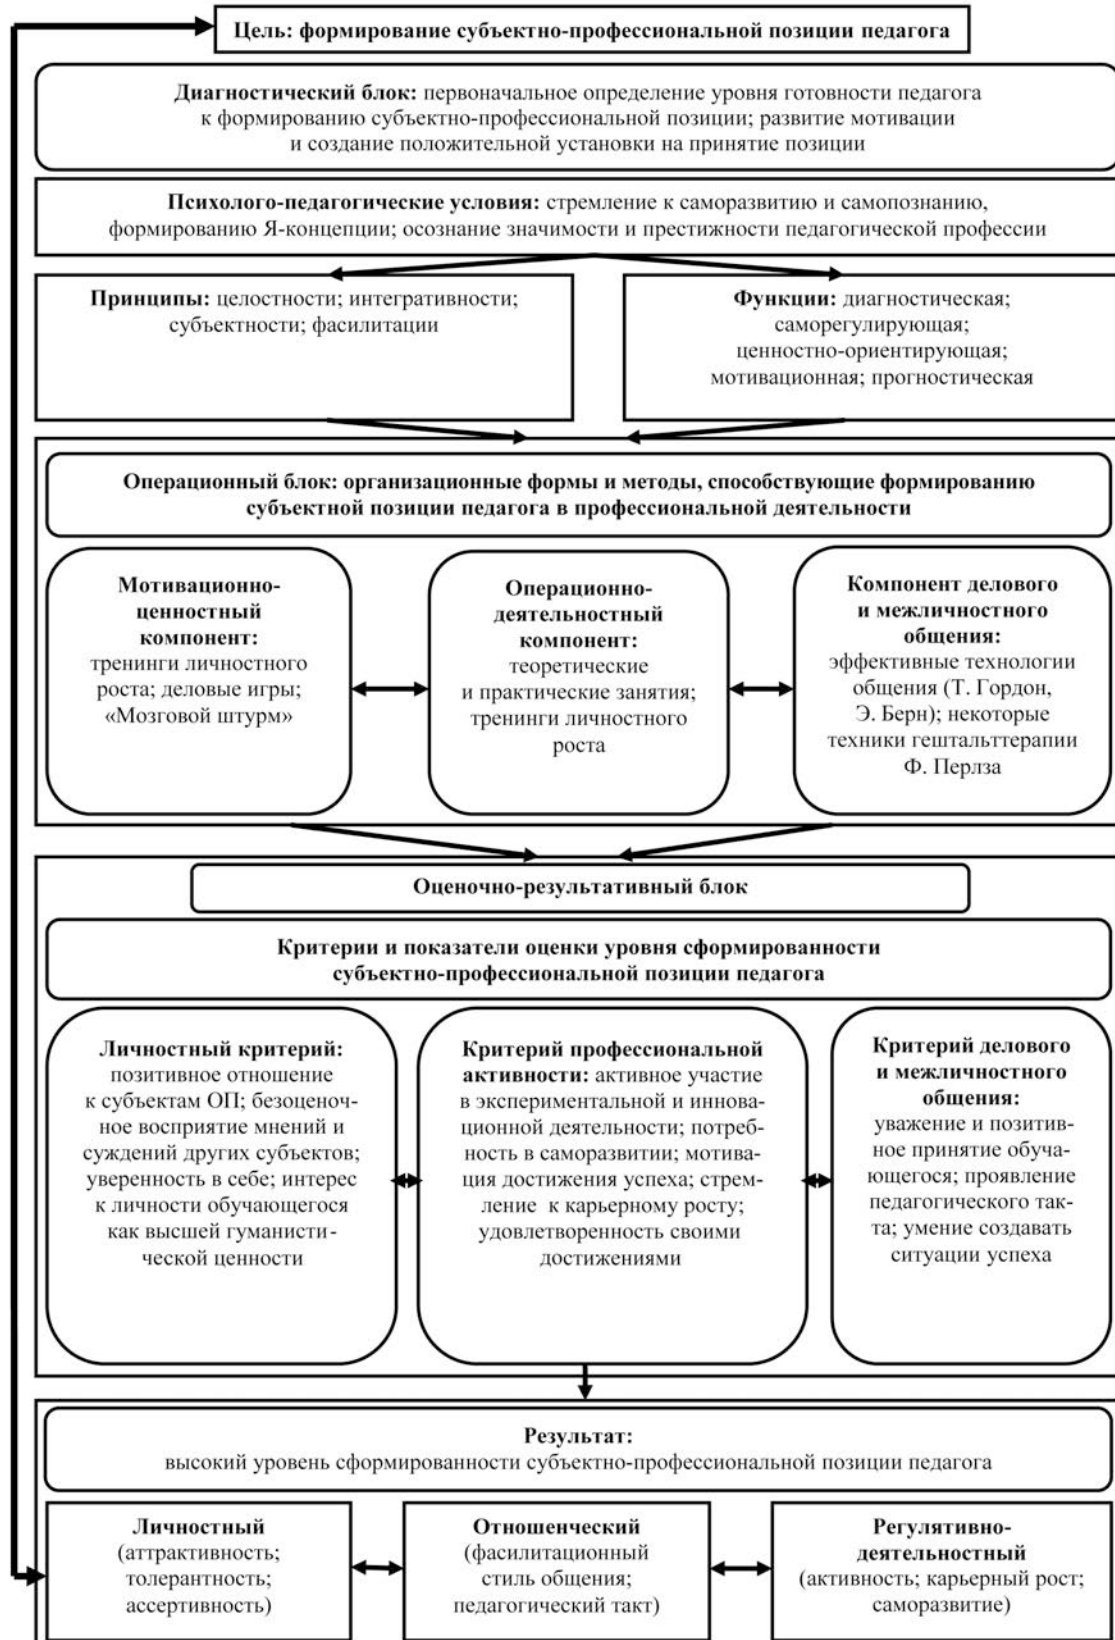 Цель: формирование субъектно-профессиональной позиции педагога
Диагностический блок: первоначальное определение уровня готовности педагога
к формированию субъектно-профессиональной позиции; развитие мотивации
и создание положительной установки на принятие позиции
Психолого-педагогические условия: стремление к саморазвитию и самопознанию,
формированию Я-концепции; осознание значимости и престижности педагогической профессии
Принципы: целостности; интегративности;
субъектности; фасилитации
Функции: диагностическая;
саморегулирующая;
ценностно-ориентирующая;
мотивационная; прогностическая
Операционный блок: организационные формы и методы, способствующие формированию
субъектной позиции педагога в профессиональной деятельности
Мотивационно-
ценностный
компонент:
тренинги личностного
роста; деловые игры;
«Мозговой штурм»
Операционно-
деятельностный
компонент:
теоретические
и практические занятия;
тренинги личностного
роста
Компонент делового
и межличностного
общения:
эффективные технологии
общения (Т. Гордон,
Э. Берн); некоторые
техники гештальттерапии
Ф. Перлза
Оценочно-результативный блок
Критерии и показатели оценки уровня сформированности
субъектно-профессиональной позиции педагога
Личностный критерий:
позитивное отношение
к субъектам ОП; безоценоч-
ное восприятие мнений и
суждений других субъектов;
уверенность в себе; интерес
к личности обучающегося
как высшей гуманисти-
ческой ценности
Критерий профессиональной
активности: активное участие
в экспериментальной и иннова-
ционной деятельности; потреб-
ность в саморазвитии; мотива-
ция достижения успеха; стрем-
ление к карьерному росту;
удовлетворенность своими
достижениями
Критерий делового
и межличностного
общения:
уважение и позитив-
ное принятие обуча-
ющегося; проявление
педагогического так-
та; умение создавать
ситуации успеха
Результат:
высокий уровень сформированности субъектно-профессиональной позиции педагога
Личностный
(аттрактивность;
толерантность;
ассертивность)
Отношенческий
(фасилитационный
стиль общения;
педагогический такт)
Регулятивно-
деятельностный
(активность; карьерный рост;
саморазвитие)